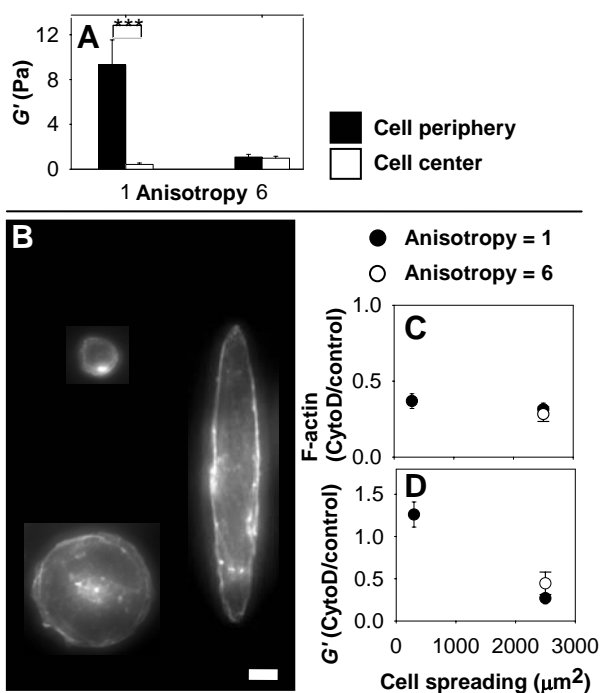 A
***
12
8
4
0
G' (Pa)
1 Anisotropy 6
Cell periphery
Cell center
B
Anisotropy = 1
Anisotropy = 6
C
1.0
0.5
0.0
F-actin
(CytoD/control)
D
1.5
1.0
0.5
0.0
G' (CytoD/control)
0 1000 2000 3000
Cell spreading (μm²)